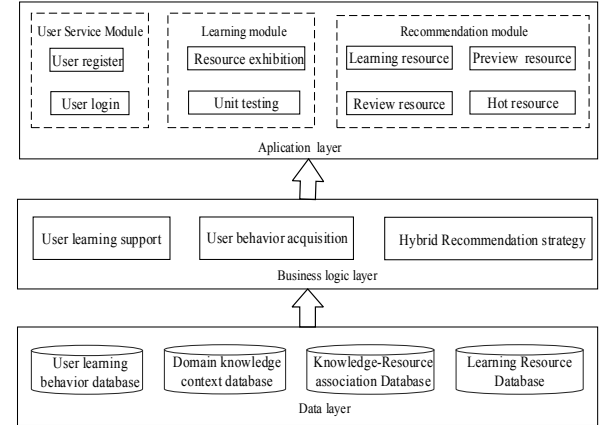 User Service Module
User register
User login
Learning module
Resource exhibition
Unit testing
Recommendation module
Learning resource
Preview resource
Review resource
Hot resource
Aplication layer
User learning support
User behavior acquisition
Hybrid Recommendation strategy
Business logic layer
User learning
behavior database
Domain knowledge
context database
Knowledge-Resource
association Database
Learning Resource
Database
Data layer